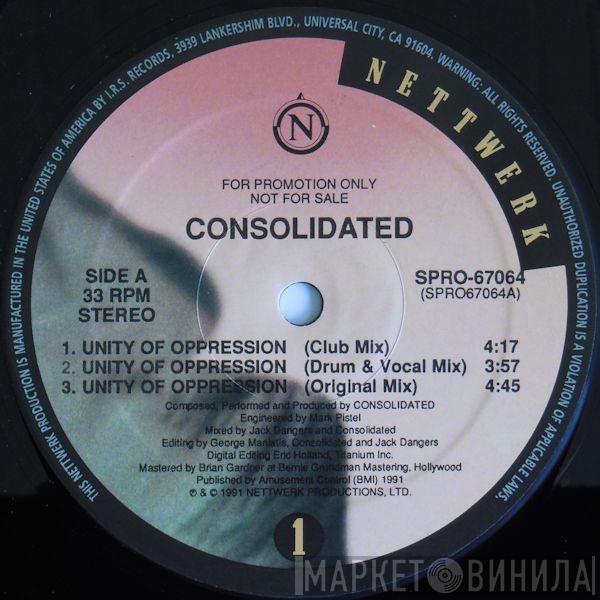 THIS NETTWERK PRODUCTION IS MANUFACTURED IN THE UNITED STATES OF AMERICA BY I.R.S. RECORDS, 3939 LANKERSHIM BLVD., UNIVERSAL CITY, CA 91604. WARNING: ALL RIGHTS RESERVED. UNAUTHORIZED DUPLICATION IS A VIOLATION OF APPLICABLE LAWS.
NETTWERK
N
FOR PROMOTION ONLY
NOT FOR SALE
CONSOLIDATED
SIDE A
33 RPM
STEREO
SPRO-67064
(SPRO67064A)
1. UNITY OF OPPRESSION (Club Mix) 4:17
2. UNITY OF OPPRESSION (Drum & Vocal Mix) 3:57
3. UNITY OF OPPRESSION (Original Mix) 4:45
Composed, Performed and Produced by CONSOLIDATED
Engineered by Mark Pistel
Mixed by Jack Dangers and Consolidated
Editing by George Maniatis, Consolidated and Jack Dangers
Digital Editing Eric Holland, Titanium Inc.
Mastered by Brian Gardner at Bernie Grundman Mastering, Hollywood
Published by Amusement Control (BMI) 1991
℗ & © 1991 NETTWERK PRODUCTIONS, LTD.
1
МАРКЕТ ВИНИЛА